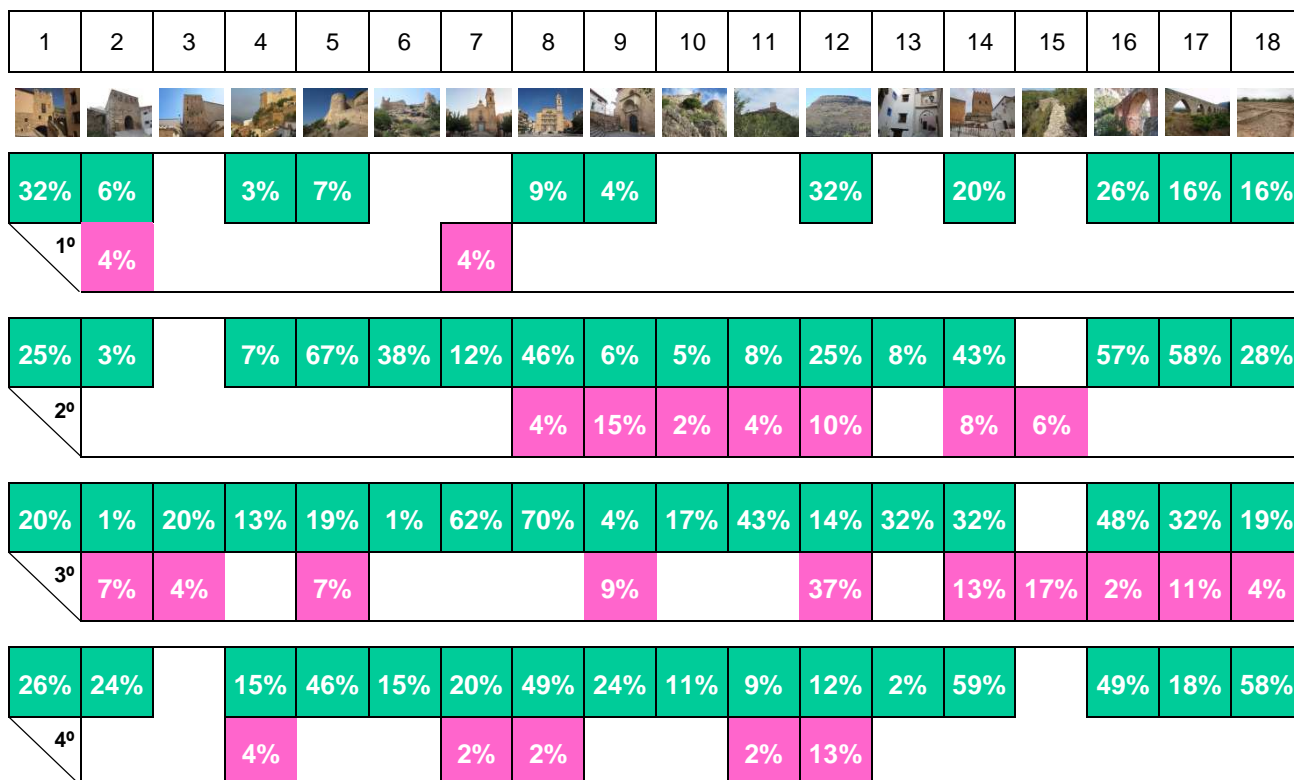 1 2 3 4 5 6 7 8 9 10 11 12 13 14 15 16 17 18
32% 6% 3% 7% 9% 4% 32% 20% 26% 16% 16%
1º 4% 4%
25% 3% 7% 67% 38% 12% 46% 6% 5% 8% 25% 8% 43% 57% 58% 28%
2º 4% 15% 2% 4% 10% 8% 6%
20% 1% 20% 13% 19% 1% 62% 70% 4% 17% 43% 14% 32% 32% 48% 32% 19%
3º 7% 4% 7% 9% 37% 13% 17% 2% 11% 4%
26% 24% 15% 46% 15% 20% 49% 24% 11% 9% 12% 2% 59% 49% 18% 58%
4º 4% 2% 2% 2% 13%